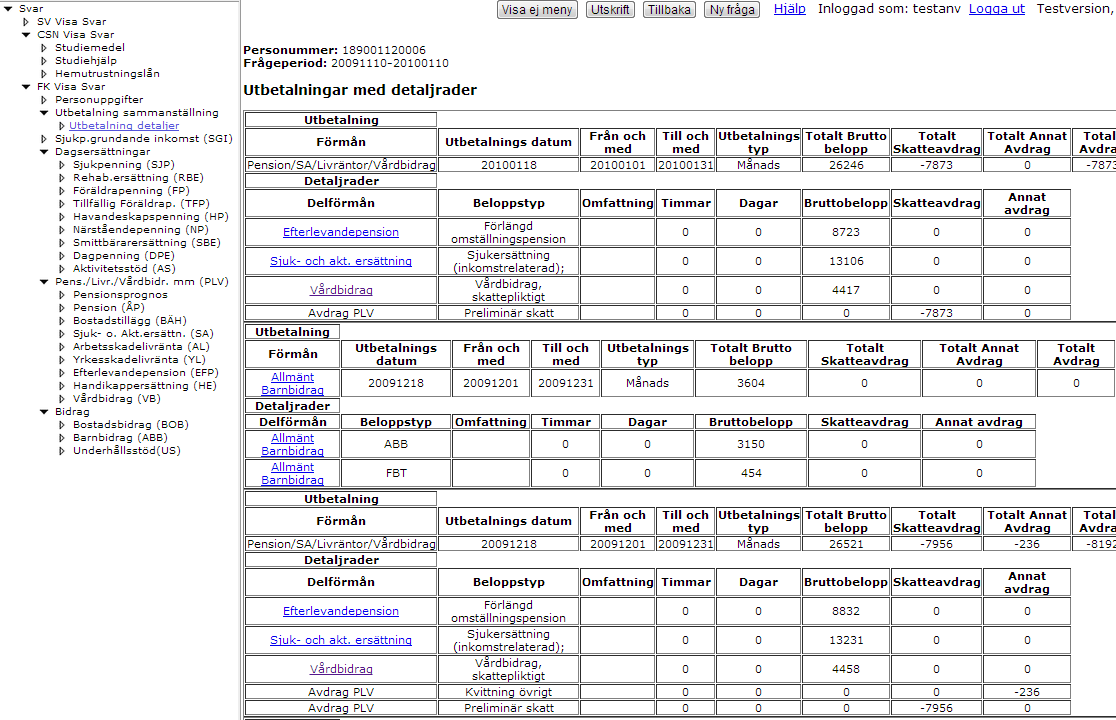 Visa ej meny Utskrift Tillbaka Ny fråga Hjälp Inloggad som: testanv Logga ut Testversion,
Svar
SV Visa Svar
CSN Visa Svar
Studiemedel
Studiehjälp
Hemutrustningslån
FK Visa Svar
Personuppgifter
Utbetalning sammanställning
Utbetalning detaljer
Sjukp.grundande inkomst (SGI)
Dagsersättningar
Sjukpenning (SJP)
Rehab.ersättning (RBE)
Föräldrapenning (FP)
Tillfällig Föräldrap. (TFP)
Havandeskapspenning (HP)
Närståendepenning (NP)
Smittbärarersättning (SBE)
Dagpenning (DPE)
Aktivitetsstöd (AS)
Pens./Livr./Vårdbidr. mm (PLV)
Pensionsprognos
Pension (ÅP)
Bostadstillägg (BÄH)
Sjuk- o. Akt.ersättn. (SA)
Arbetsskadelivränta (AL)
Yrkesskadelivränta (YL)
Efterlevandepension (EFP)
Handikappersättning (HE)
Vårdbidrag (VB)
Bidrag
Bostadsbidrag (BOB)
Barnbidrag (ABB)
Underhållsstöd(US)
Personummer: 189001120006
Frågeperiod: 20091110-20100110
Utbetalningar med detaljrader
Utbetalning
Förmån Utbetalnings datum Från och med Till och med Utbetalnings typ Totalt Brutto belopp Totalt Skatteavdrag Totalt Annat Avdrag Total Avdra
Pension/SA/Livräntor/Vårdbidrag 20100118 20100101 20100131 Månads 26246 -7873 0 -7873
Detaljrader
Delförmån Beloppstyp Omfattning Timmar Dagar Bruttobelopp Skatteavdrag Annat avdrag
Efterlevandepension Förlängd omställningspension 0 0 8723 0 0
Sjuk- och akt. ersättning Sjukersättning (inkomstrelaterad); 0 0 13106 0 0
Vårdbidrag Vårdbidrag, skattepliktigt 0 0 4417 0 0
Avdrag PLV Preliminär skatt 0 0 0 -7873 0
Utbetalning
Förmån Utbetalnings datum Från och med Till och med Utbetalnings typ Totalt Brutto belopp Totalt Skatteavdrag Totalt Annat Avdrag Totalt Avdrag
Allmänt Barnbidrag 20091218 20091201 20091231 Månads 3604 0 0 0
Detaljrader
Delförmån Beloppstyp Omfattning Timmar Dagar Bruttobelopp Skatteavdrag Annat avdrag
Allmänt Barnbidrag ABB 0 0 3150 0 0
Allmänt Barnbidrag FBT 0 0 454 0 0
Utbetalning
Förmån Utbetalnings datum Från och med Till och med Utbetalnings typ Totalt Brutto belopp Totalt Skatteavdrag Totalt Annat Avdrag Total Avdra
Pension/SA/Livräntor/Vårdbidrag 20091218 20091201 20091231 Månads 26521 -7956 -236 -8192
Detaljrader
Delförmån Beloppstyp Omfattning Timmar Dagar Bruttobelopp Skatteavdrag Annat avdrag
Efterlevandepension Förlängd omställningspension 0 0 8832 0 0
Sjuk- och akt. ersättning Sjukersättning (inkomstrelaterad); 0 0 13231 0 0
Vårdbidrag Vårdbidrag, skattepliktigt 0 0 4458 0 0
Avdrag PLV Kvittning övrigt 0 0 0 0 -236
Avdrag PLV Preliminär skatt 0 0 0 -7956 0